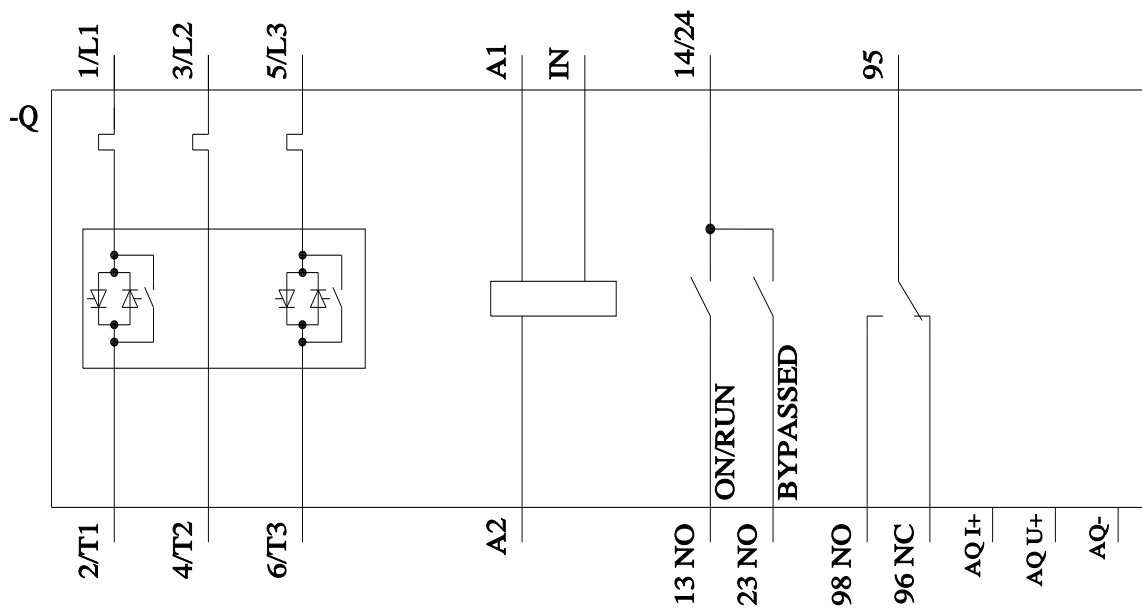 1/L1
3/L2
5/L3
A1
IN
14/24
95
-Q
ON/RUN
BYPASSED
2/T1
4/T2
6/T3
A2
13 NO
23 NO
98 NO
96 NC
AQ I+
AQ U+
AQ-